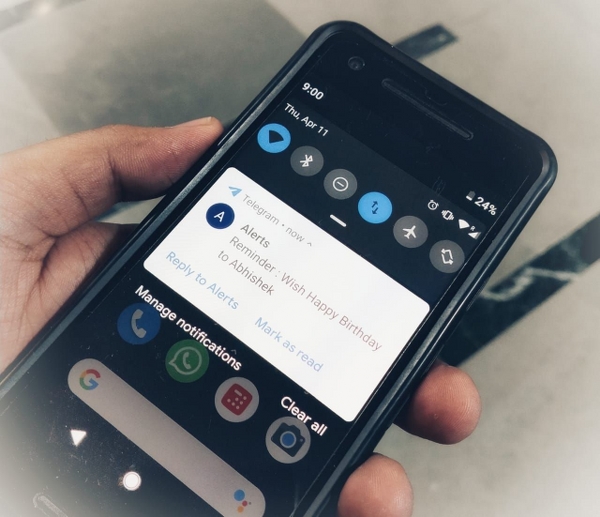 9:00
24%
Thu, Apr 11
Telegram • now
A
Alerts
Reminder : Wish Happy Birthday
to Abhishek
Reply to Alerts
Mark as read
Manage notifications
Clear all
G